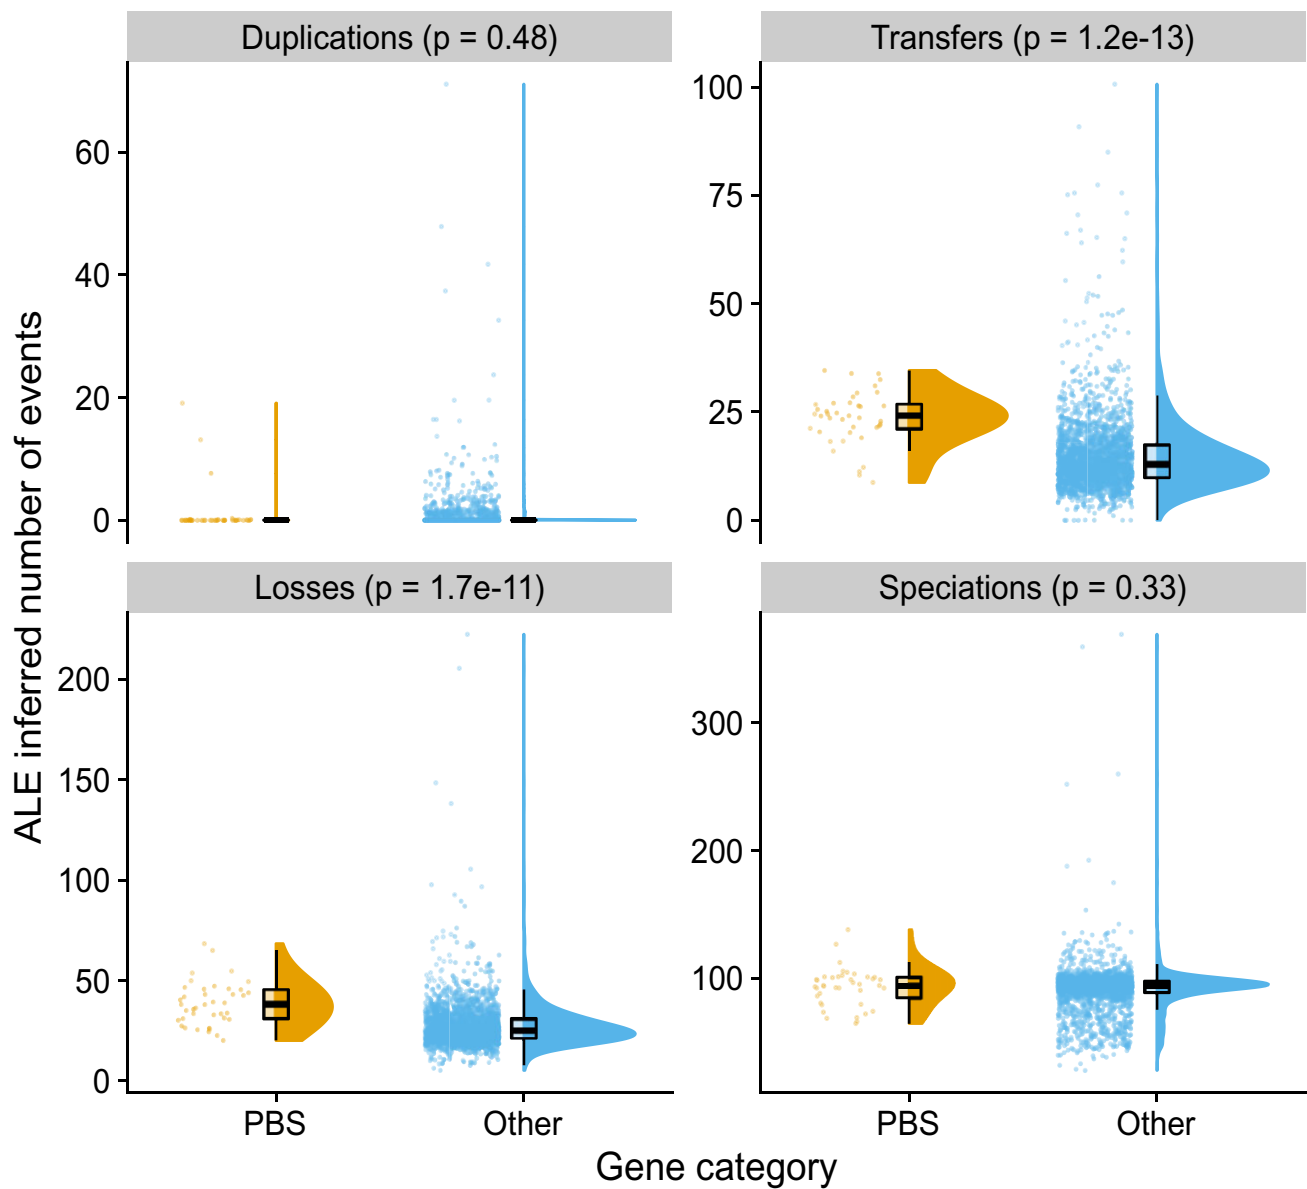 Duplications (p = 0.48)
Transfers (p = 1.2e-13)
60
40
20
0
100
75
50
25
0
Losses (p = 1.7e-11)
Speciations (p = 0.33)
200
150
100
50
0
300
200
100
PBS
Other
PBS
Other
Gene category
ALE inferred number of events